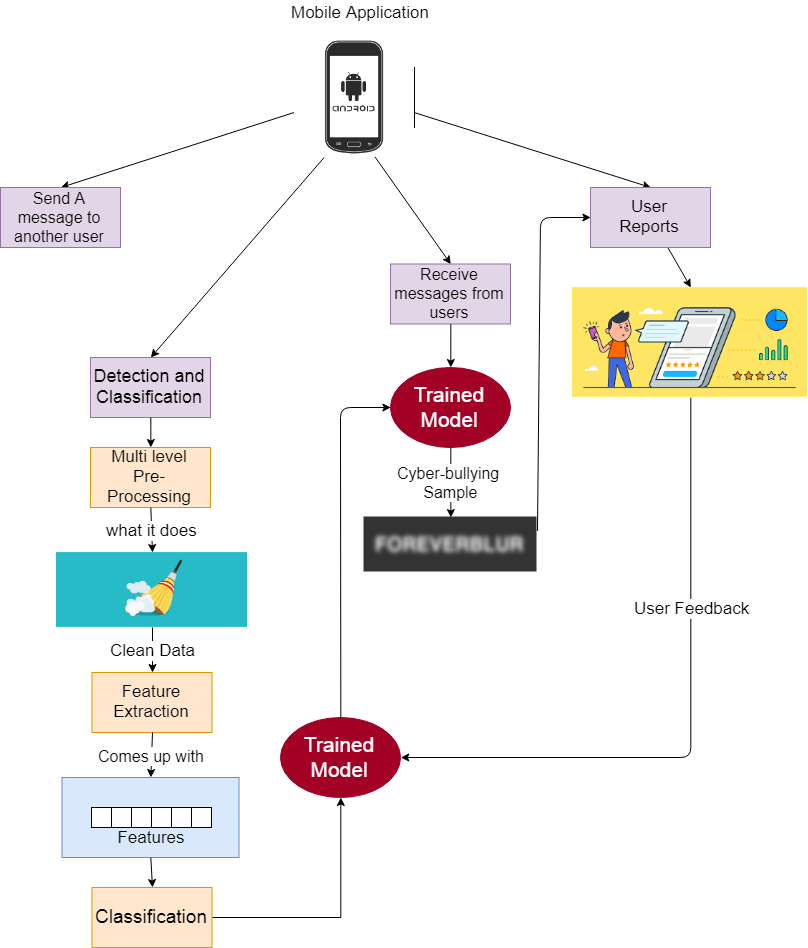 Mobile Application
ANDROID
Send A
message to
another user
User
Reports
Receive
messages from
users
Detection and
Classification
Trained
Model
Multi level
Pre-
Processing
Cyber-bullying
Sample
what it does
FOREVERBLUR
User Feedback
Clean Data
Feature
Extraction
Trained
Model
Comes up with
Features
Classification